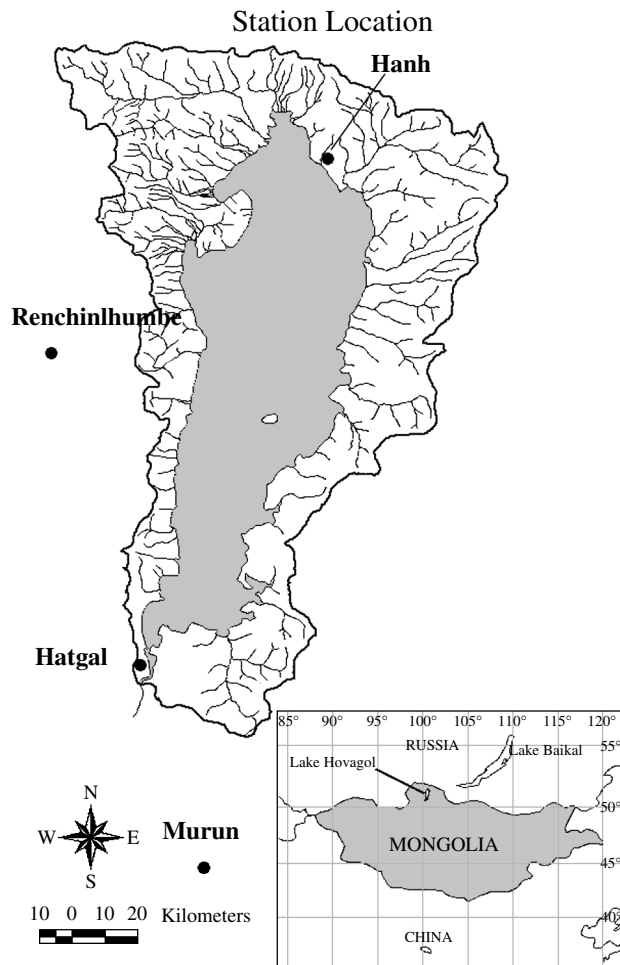 Station Location
Hanh
Renchinlhumbe
Hatgal
85° 90° 95° 100° 105° 110° 115° 120°
RUSSIA
55°
Lake Baikal
Lake Hovagol
50°
N
W E
S
Murun
MONGOLIA
45°
10 0 10 20 Kilometers
40°
CHINA